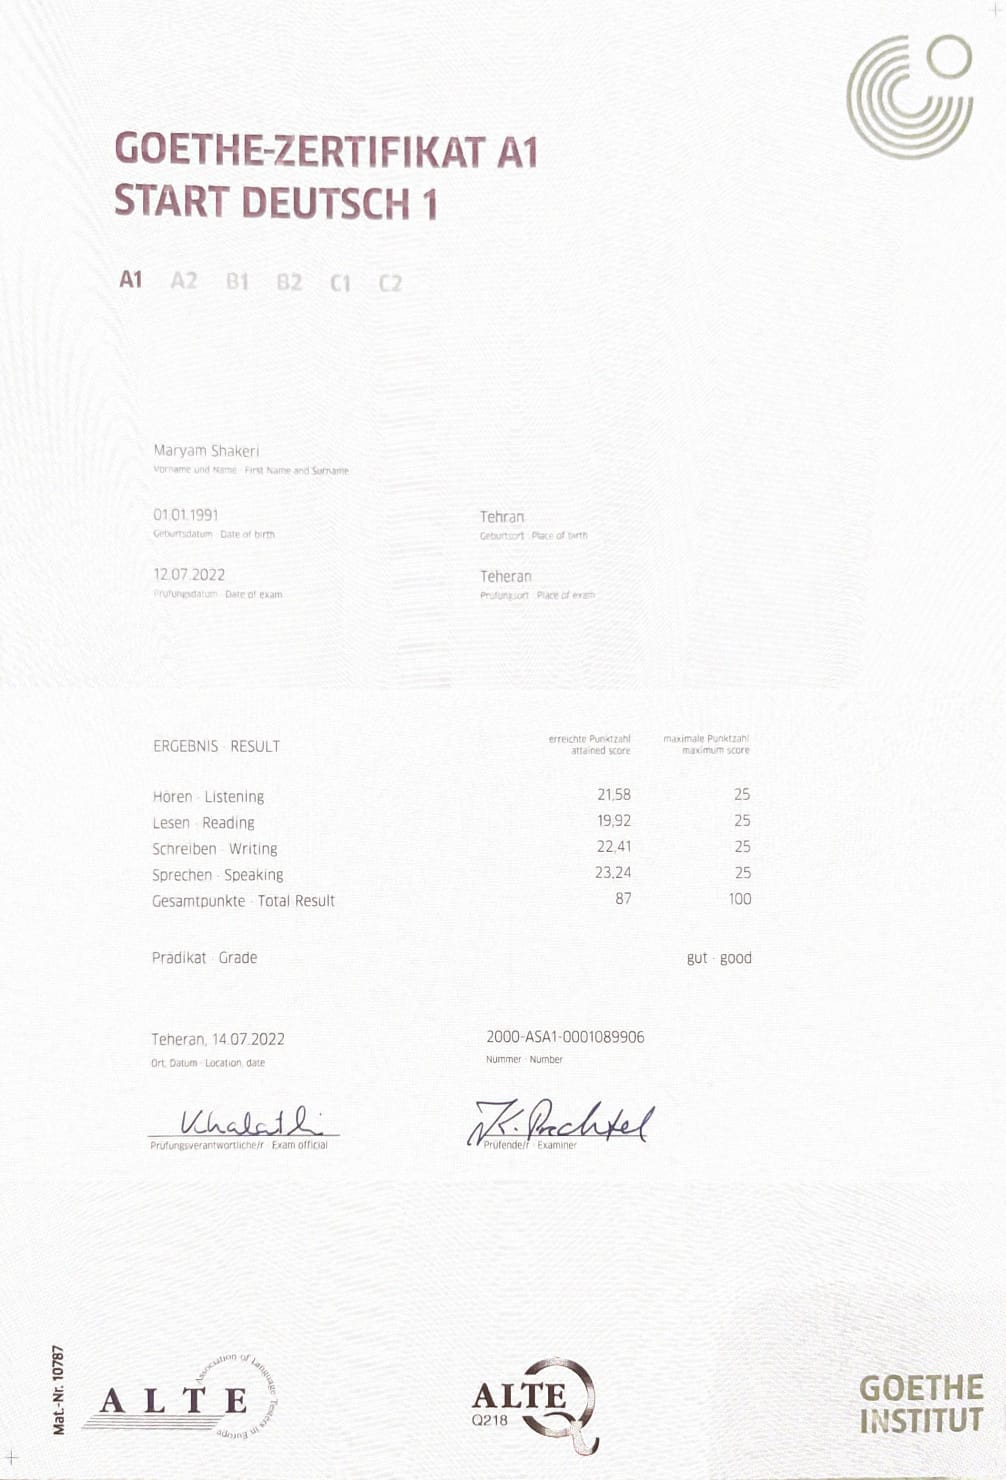 GOETHE-ZERTIFIKAT A1
START DEUTSCH 1
A1 A2 B1 B2 C1 C2
Maryam Shakeri
Vorname und Name · First Name and Surname
01.01.1991
Geburtsdatum · Date of birth
Tehran
Geburtsort · Place of birth
12.07.2022
Prüfungsdatum · Date of exam
Teheran
Prüfungsort · Place of exam
ERGEBNIS · RESULT
erreichte Punktzahl
attained score
maximale Punktzahl
maximum score
Hören · Listening 21,58 25
Lesen · Reading 19,92 25
Schreiben · Writing 22,41 25
Sprechen · Speaking 23,24 25
Gesamtpunkte · Total Result 87 100
Prädikat · Grade gut · good
Teheran, 14.07.2022
Ort, Datum · Location, date
2000-ASA1-0001089906
Nummer · Number
Prüfungsverantwortliche/r · Exam official
Prüfende/r · Examiner
Mat.-Nr. 10787
ALTE
Association of Language Testers in Europe
ALTE
Q218
GOETHE
INSTITUT